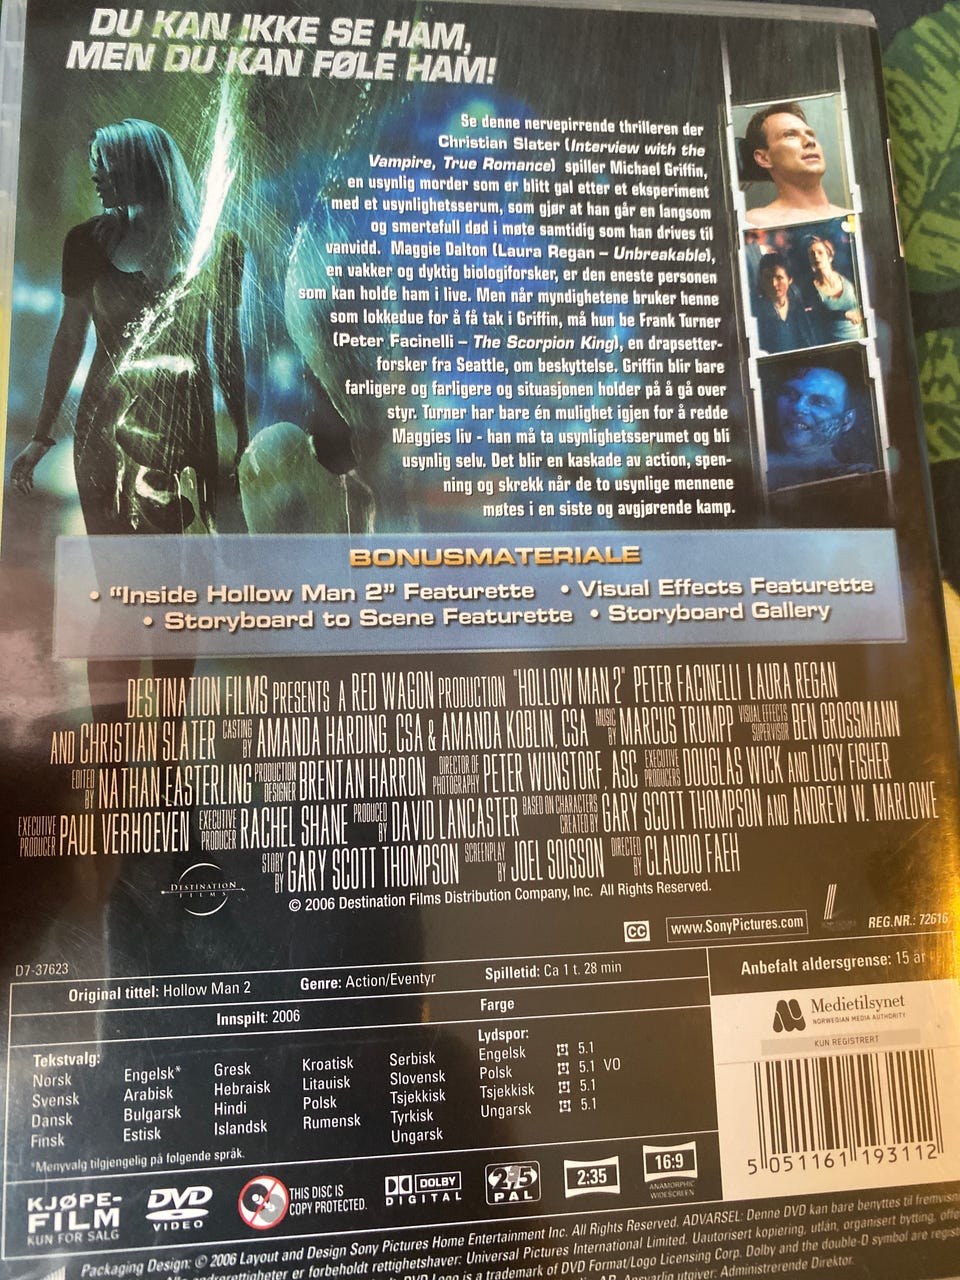 DU KAN IKKE SE HAM,
MEN DU KAN FØLE HAM!
Se denne nervepirrende thrilleren der
Christian Slater (Interview with the
Vampire, True Romance) spiller Michael Griffin,
en usynlig morder som er blitt gal etter et eksperiment
med et usynlighetsserum, som gjør at han går en langsom
og smertefull død i møte samtidig som han drives til
vanvidd. Maggie Dalton (Laura Regan – Unbreakable),
en vakker og dyktig biologiforsker, er den eneste personen
som kan holde ham i live. Men når myndighetene bruker henne
som lokkedue for å få tak i Griffin, må hun be Frank Turner
(Peter Facinelli – The Scorpion King), en drapsetter-
forsker fra Seattle, om beskyttelse. Griffin blir bare
farligere og farligere og situasjonen holder på å gå over
styr. Turner har bare én mulighet igjen for å redde
Maggies liv - han må ta usynlighetsserumet og bli
usynlig selv. Det blir en kaskade av action, spen-
ning og skrekk når de to usynlige mennene
møtes i en siste og avgjørende kamp.
BONUSMATERIALE
• "Inside Hollow Man 2" Featurette • Visual Effects Featurette
• Storyboard to Scene Featurette • Storyboard Gallery
DESTINATION FILMS PRESENTS A RED WAGON PRODUCTION "HOLLOW MAN 2" PETER FACINELLI LAURA REGAN
AND CHRISTIAN SLATER CASTING BY AMANDA HARDING, CSA & AMANDA KOBLIN, CSA MUSIC BY MARCUS TRUMPP VISUAL EFFECTS SUPERVISOR BEN GROSSMANN
EDITED BY NATHAN EASTERLING PRODUCTION DESIGNER BRENTAN HARRON DIRECTOR OF PHOTOGRAPHY PETER WUNSTORF, ASC EXECUTIVE PRODUCERS DOUGLAS WICK AND LUCY FISHER
EXECUTIVE PRODUCER PAUL VERHOEVEN EXECUTIVE PRODUCER RACHEL SHANE PRODUCED BY DAVID LANCASTER BASED ON CHARACTERS CREATED BY GARY SCOTT THOMPSON AND ANDREW W. MARLOWE
STORY BY GARY SCOTT THOMPSON SCREENPLAY BY JOEL SOISSON DIRECTED BY CLAUDIO FAEH
DESTINATION
FILMS
© 2006 Destination Films Distribution Company, Inc. All Rights Reserved.
CC
www.SonyPictures.com
REG.NR.: 72616
D7-37623
Original tittel: Hollow Man 2
Genre: Action/Eventyr
Spilletid: Ca 1 t. 28 min
Innspilt: 2006
Farge
Tekstvalg:
Norsk
Svensk
Dansk
Finsk
Engelsk*
Arabisk
Bulgarsk
Estisk
Gresk
Hebraisk
Hindi
Islandsk
Kroatisk
Litauisk
Polsk
Rumensk
Serbisk
Slovensk
Tsjekkisk
Tyrkisk
Ungarsk
Lydspor:
Engelsk 5.1
Polsk 5.1 VO
Tsjekkisk 5.1
Ungarsk 5.1
*Menyvalg tilgjengelig på følgende språk.
Anbefalt aldersgrense: 15 år
Medietilsynet
NORWEGIAN MEDIA AUTHORITY
KUN REGISTRERT
5 051161 193112
KJØPE-
FILM
KUN FOR SALG
DVD
VIDEO
THIS DISC IS
COPY PROTECTED.
DOLBY
DIGITAL
2,5
PAL
2:35
16:9
ANAMORPHIC
WIDESCREEN
Packaging Design: © 2006 Layout and Design Sony Pictures Home Entertainment Inc. All Rights Reserved. ADVARSEL: Denne DVD kan bare benyttes til
er forbeholdt rettighetshaver: Universal Pictures International Limited. Uautorisert kopiering, utlån, organisert bytting,
DVD Logo is a trademark of DVD Format/Logo Licensing Corp. Dolby and the double-D symbol are
Ansvarlig utgiver: Administrerende Direktør.